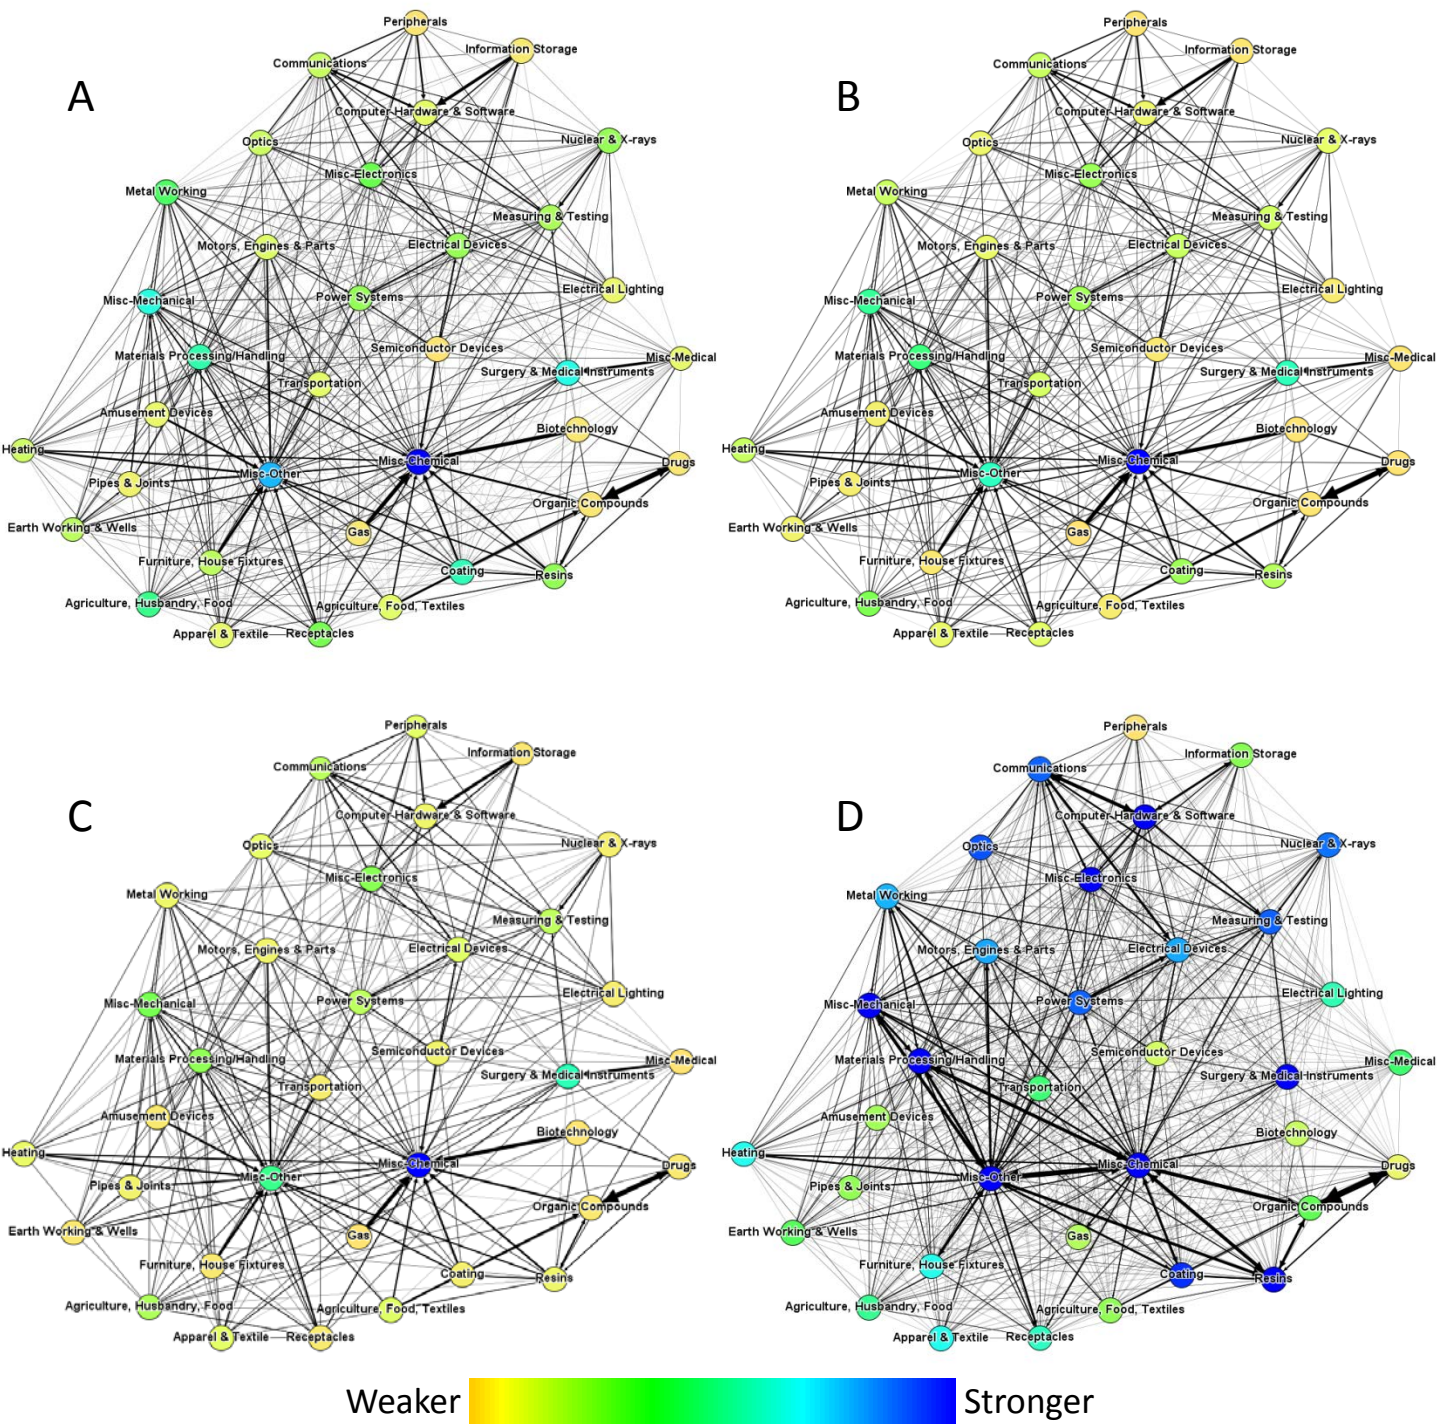 A
Peripherals
Information Storage
Communications
Computer Hardware & Software
Optics
Nuclear & X-rays
Misc-Electronics
Metal Working
Measuring & Testing
Motors, Engines & Parts
Electrical Devices
Electrical Lighting
Misc-Mechanical
Power Systems
Materials Processing/Handling
Semiconductor Devices
Misc-Medical
Surgery & Medical Instruments
Transportation
Amusement Devices
Biotechnology
Heating
Misc-Other
Misc-Chemical
Drugs
Pipes & Joints
Organic Compounds
Earth Working & Wells
Gas
Furniture, House Fixtures
Coating
Resins
Agriculture, Husbandry, Food
Agriculture, Food, Textiles
Apparel & Textile
Receptacles
B
Peripherals
Information Storage
Communications
Computer Hardware & Software
Optics
Nuclear & X-rays
Misc-Electronics
Metal Working
Measuring & Testing
Motors, Engines & Parts
Electrical Devices
Electrical Lighting
Misc-Mechanical
Power Systems
Materials Processing/Handling
Semiconductor Devices
Misc-Medical
Surgery & Medical Instruments
Transportation
Amusement Devices
Biotechnology
Heating
Misc-Other
Misc-Chemical
Drugs
Pipes & Joints
Organic Compounds
Earth Working & Wells
Gas
Furniture, House Fixtures
Coating
Resins
Agriculture, Husbandry, Food
Agriculture, Food, Textiles
Apparel & Textile
Receptacles
C
Peripherals
Information Storage
Communications
Computer Hardware & Software
Optics
Nuclear & X-rays
Misc-Electronics
Metal Working
Measuring & Testing
Motors, Engines & Parts
Electrical Devices
Electrical Lighting
Misc-Mechanical
Power Systems
Materials Processing/Handling
Semiconductor Devices
Misc-Medical
Surgery & Medical Instruments
Transportation
Amusement Devices
Biotechnology
Heating
Misc-Other
Misc-Chemical
Drugs
Pipes & Joints
Organic Compounds
Earth Working & Wells
Gas
Furniture, House Fixtures
Coating
Resins
Agriculture, Husbandry, Food
Agriculture, Food, Textiles
Apparel & Textile
Receptacles
D
Peripherals
Information Storage
Communications
Computer Hardware & Software
Optics
Nuclear & X-rays
Misc-Electronics
Metal Working
Measuring & Testing
Motors, Engines & Parts
Electrical Devices
Electrical Lighting
Misc-Mechanical
Power Systems
Materials Processing/Handling
Semiconductor Devices
Misc-Medical
Surgery & Medical Instruments
Transportation
Amusement Devices
Biotechnology
Heating
Misc-Other
Misc-Chemical
Drugs
Pipes & Joints
Organic Compounds
Earth Working & Wells
Gas
Furniture, House Fixtures
Coating
Resins
Agriculture, Husbandry, Food
Agriculture, Food, Textiles
Apparel & Textile
Receptacles
Weaker
Stronger